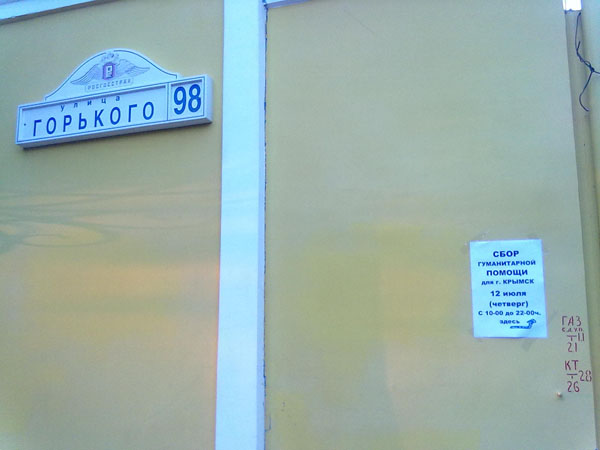 РОСГОССТРАХ
улица
ГОРЬКОГО 98
СБОР
ГУМАНИТАРНОЙ
ПОМОЩИ
для г. КРЫМСК
12 июля
(четверг)
С 10-00 до 22-00ч.
здесь
ГАЗ
11
21
КТ
28
26